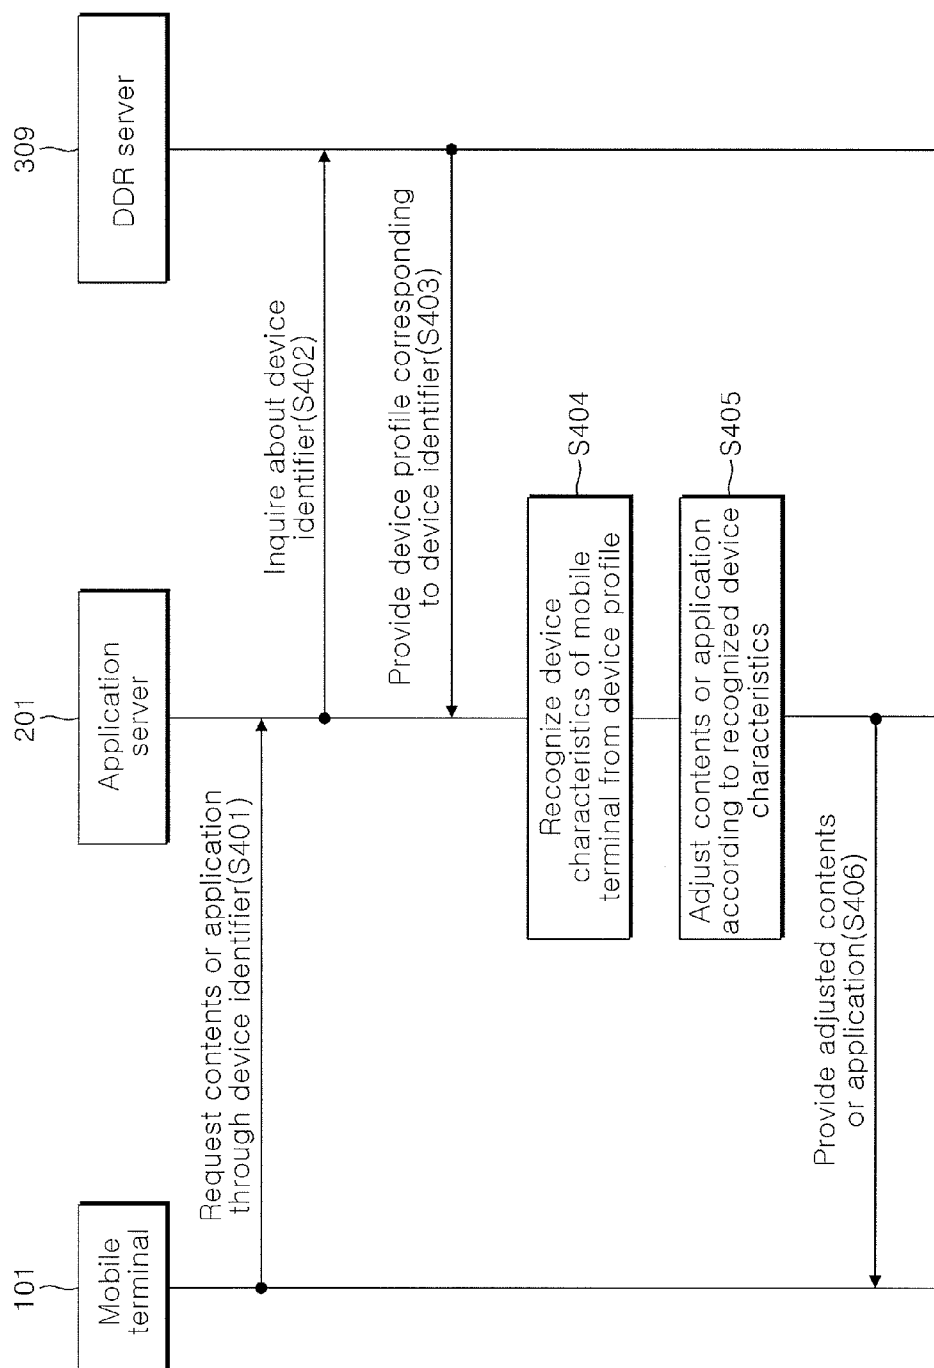 101
201
309
Mobile
terminal
Application
server
DDR server
Request contents or application
through device identifier(S401)
Inquire about device
identifier(S402)
Provide device profile corresponding
to device identifier(S403)
Recognize device
characteristics of mobile
terminal from device profile
S404
Adjust contents or application
according to recognized device
characteristics
S405
Provide adjusted contents
or application(S406)